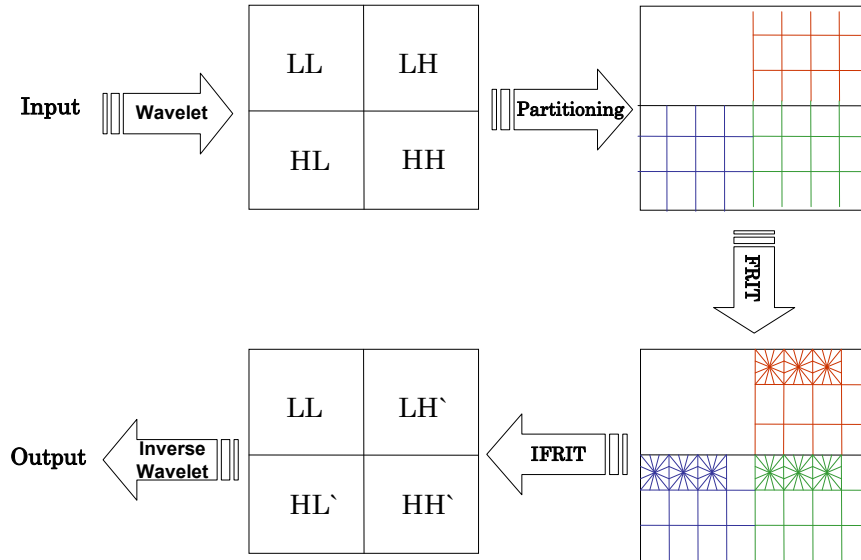 LL LH
Input Wavelet Partitioning
HL HH
FRIT
LL LH`
Output Inverse Wavelet IFRIT
HL` HH`